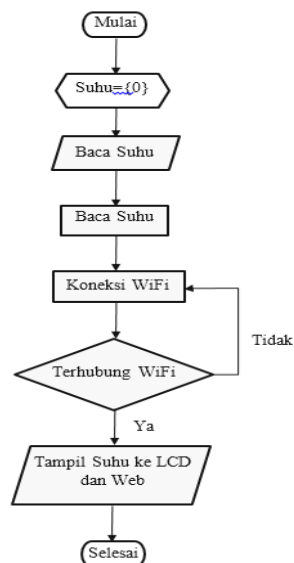 Mulai
Suhu={0}
Baca Suhu
Baca Suhu
Koneksi WiFi
Tidak
Terhubung WiFi
Ya
Tampil Suhu ke LCD
dan Web
Selesai